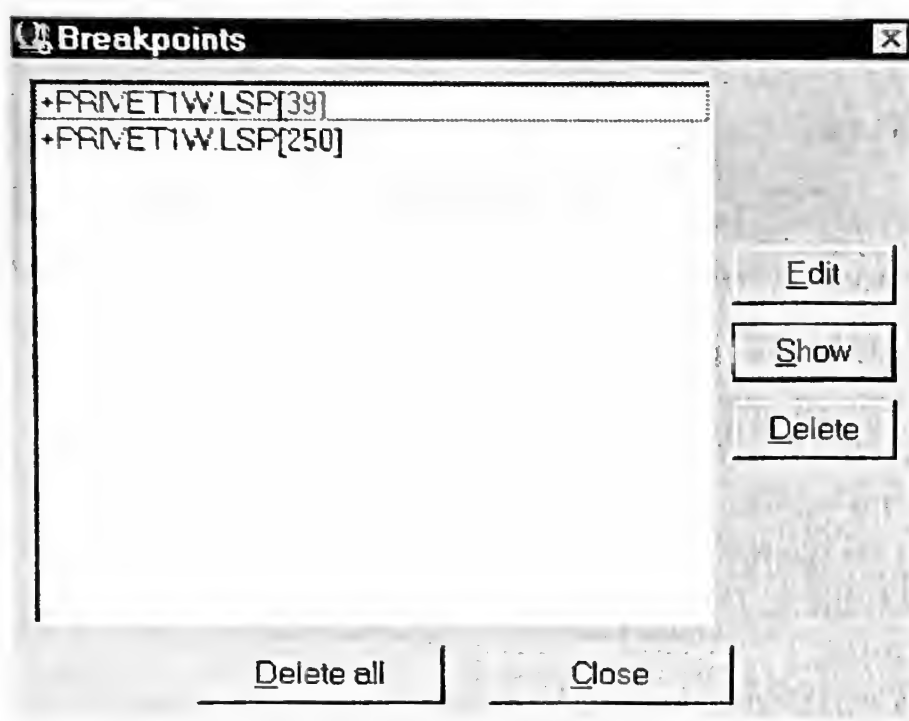 Breakpoints
+PRIVET1W.LSP[39]
+PRIVET1W.LSP[250]
Edit
Show
Delete
Delete all
Close